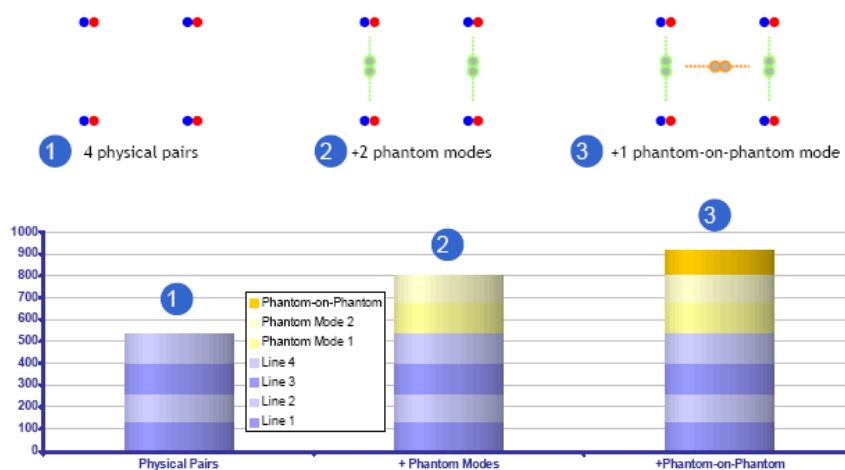 1 4 physical pairs
2 +2 phantom modes
3 +1 phantom-on-phantom mode
1000
900
800
700
600
500
400
300
200
100
0
1
2
3
Phantom-on-Phantom
Phantom Mode 2
Phantom Mode 1
Line 4
Line 3
Line 2
Line 1
Physical Pairs
+ Phantom Modes
+Phantom-on-Phantom